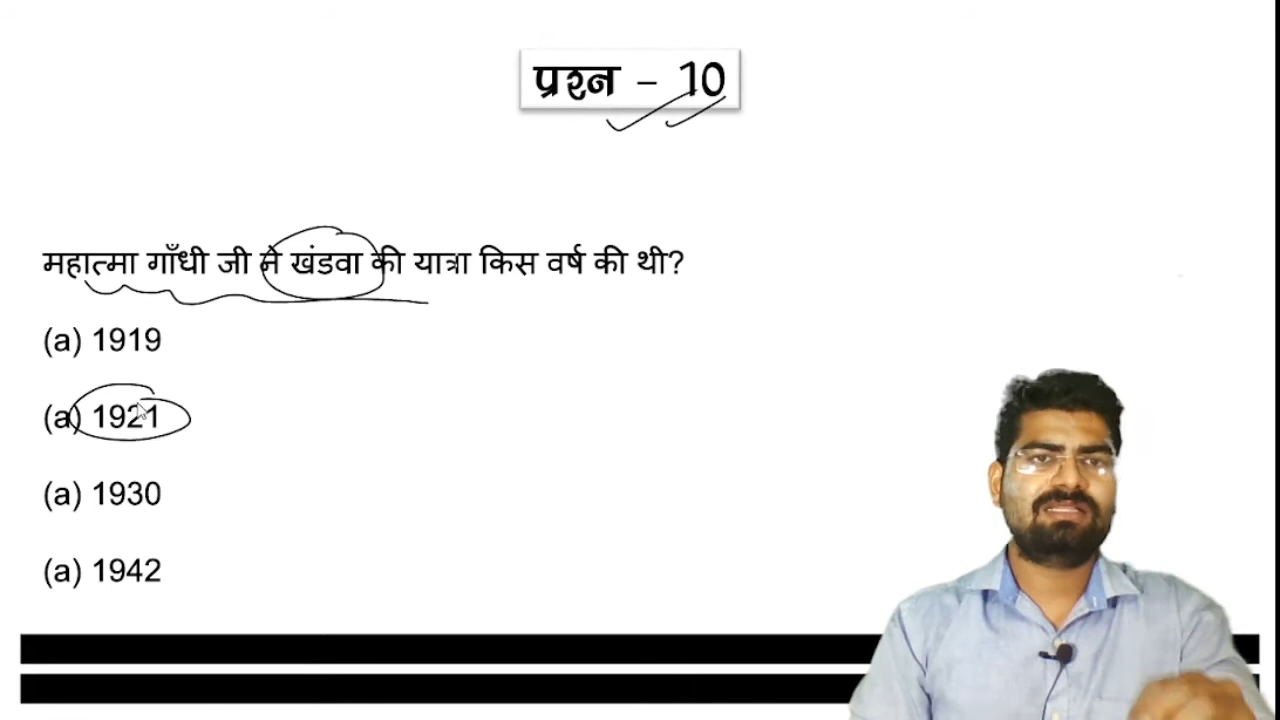 प्रश्न – 10
महात्मा गाँधी जी ने खंडवा की यात्रा किस वर्ष की थी?
(a) 1919
(a) 1921
(a) 1930
(a) 1942